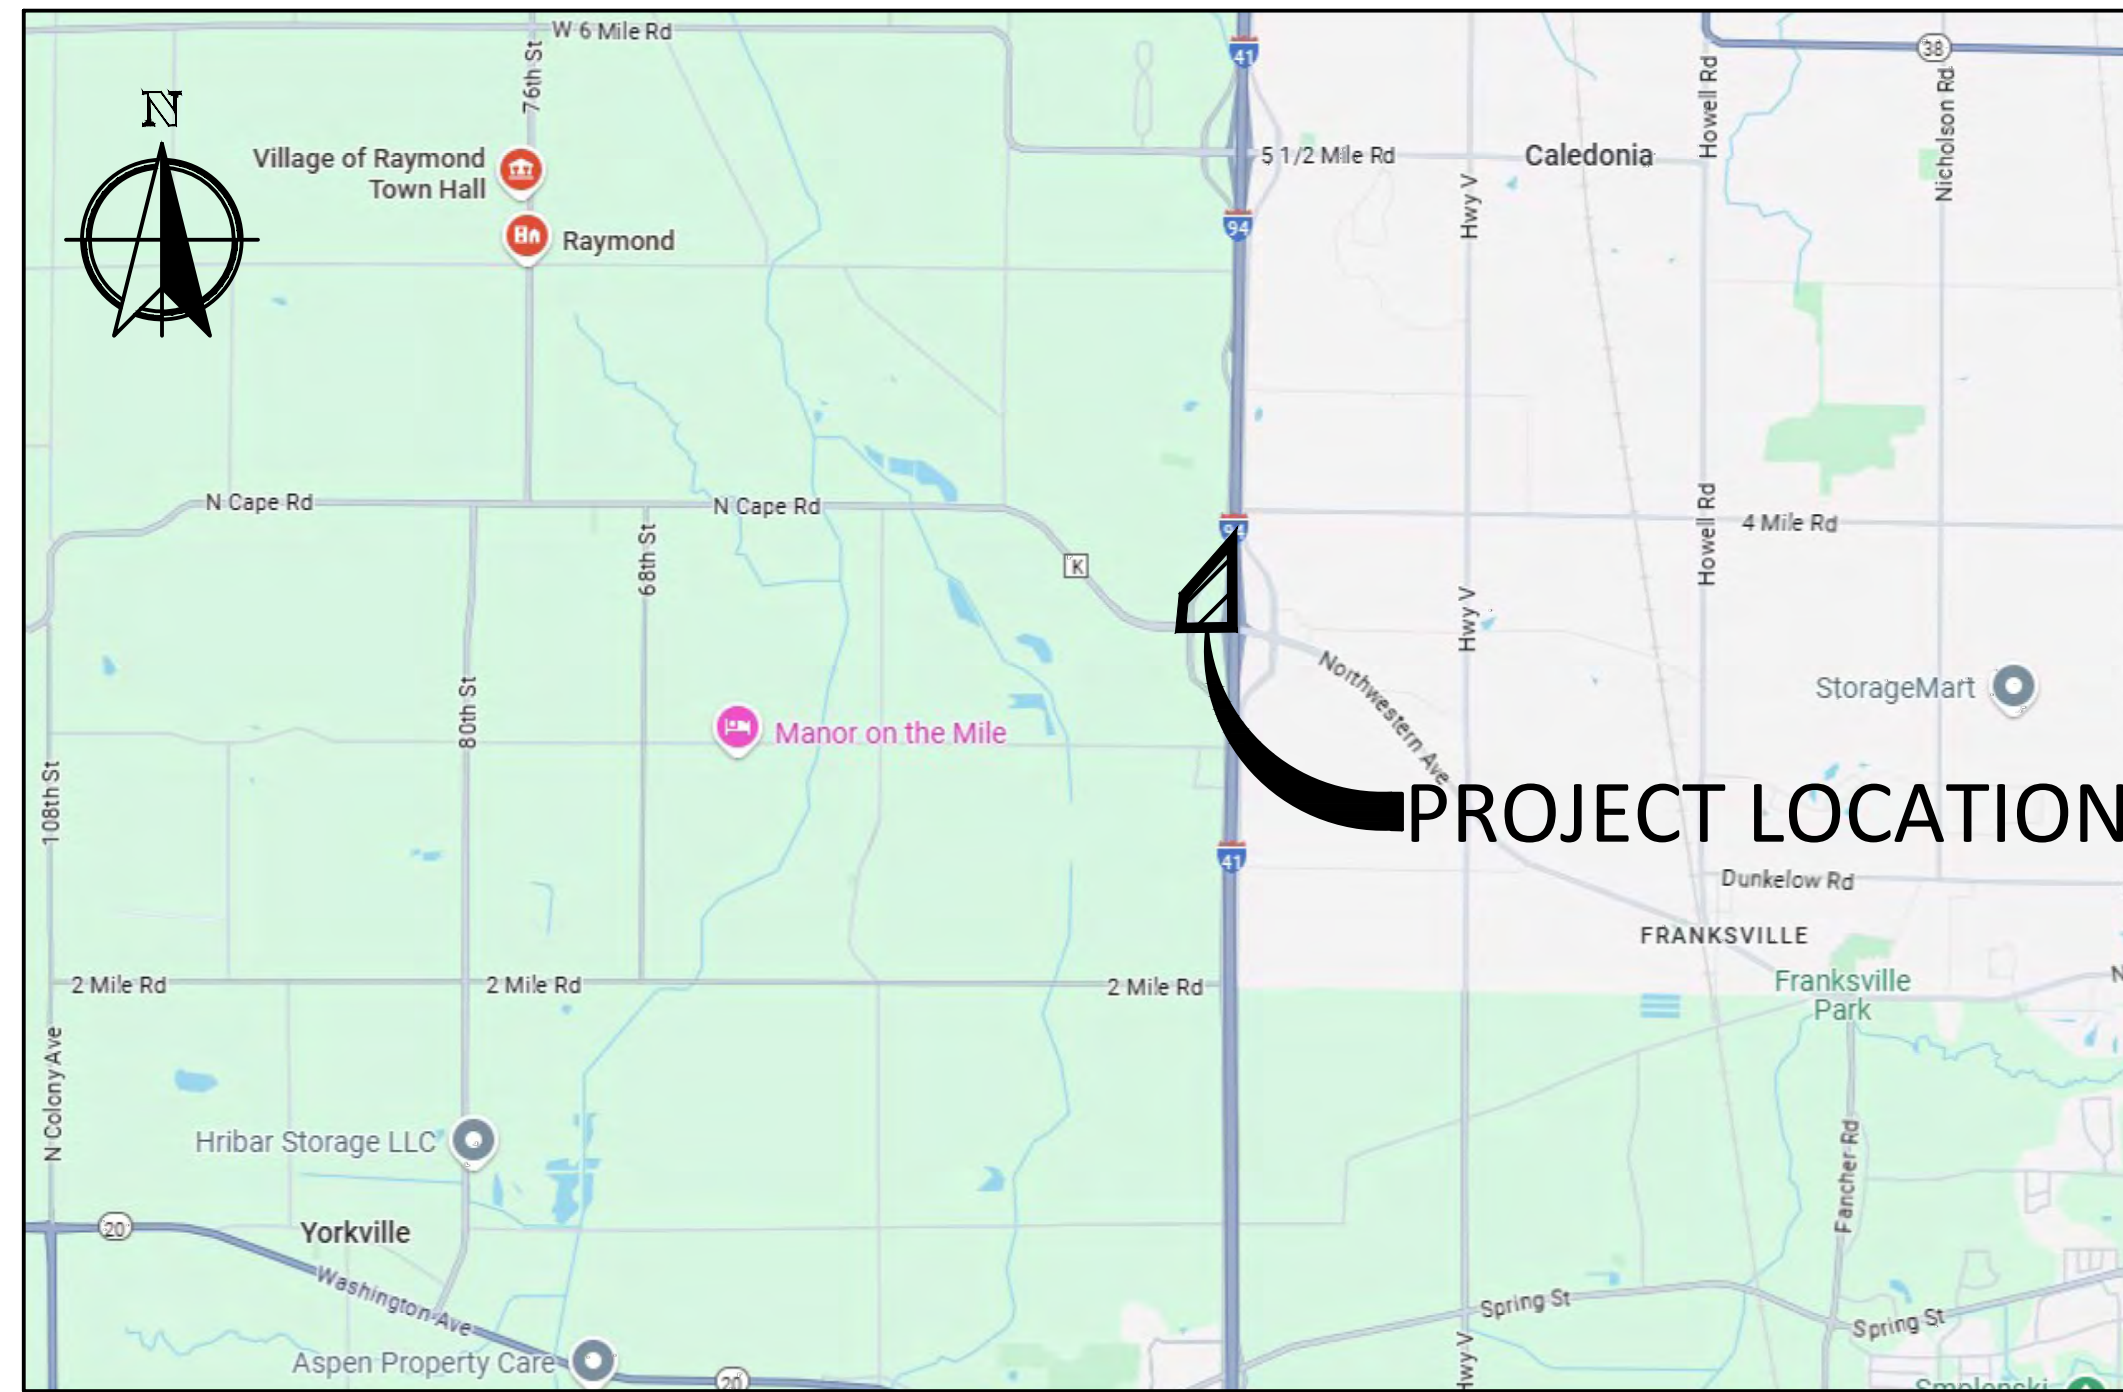 W 6 Mile Rd
41
38
76th St
Howell Rd
Nicholson Rd
N
Village of Raymond
Town Hall
5 1/2 Mile Rd
Caledonia
Hwy V
94
Raymond
N Cape Rd
N Cape Rd
94
4 Mile Rd
Howell Rd
68th St
K
Hwy V
Northwestern Ave
StorageMart
80th St
Manor on the Mile
108th St
PROJECT LOCATION
41
Dunkelow Rd
FRANKSVILLE
2 Mile Rd
2 Mile Rd
2 Mile Rd
Franksville
Park
N
N Colony Ave
Hribar Storage LLC
Fancher Rd
20
Yorkville
Washington Ave
Spring St
Spring St
Hwy V
Aspen Property Care
20